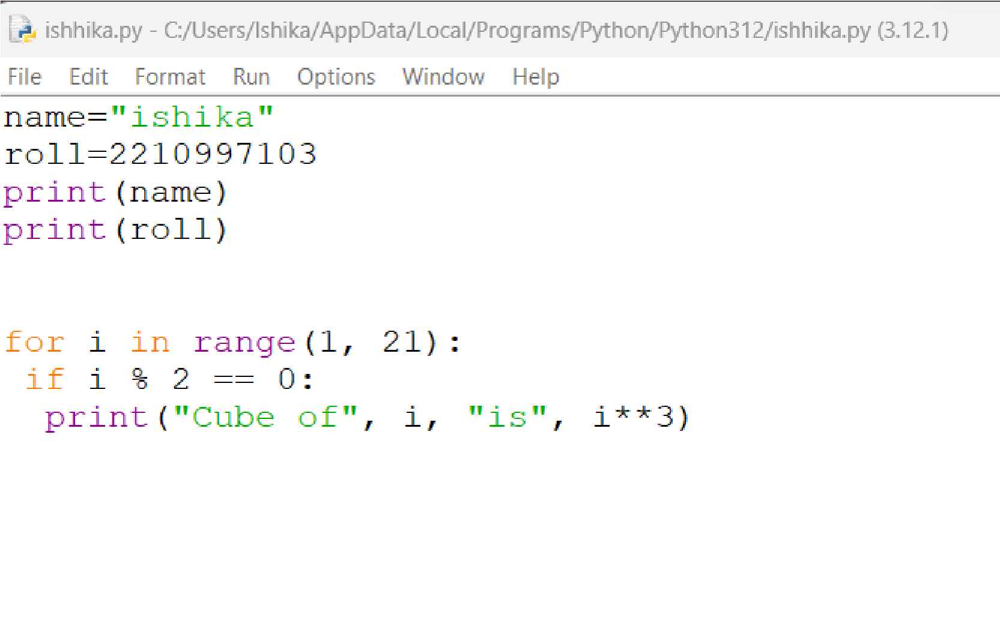 ishhika.py - C:/Users/Ishika/AppData/Local/Programs/Python/Python312/ishhika.py (3.12.1)
File Edit Format Run Options Window Help
name="ishika"
roll=2210997103
print(name)
print(roll)
for i in range(1, 21):
 if i % 2 == 0:
  print("Cube of", i, "is", i**3)